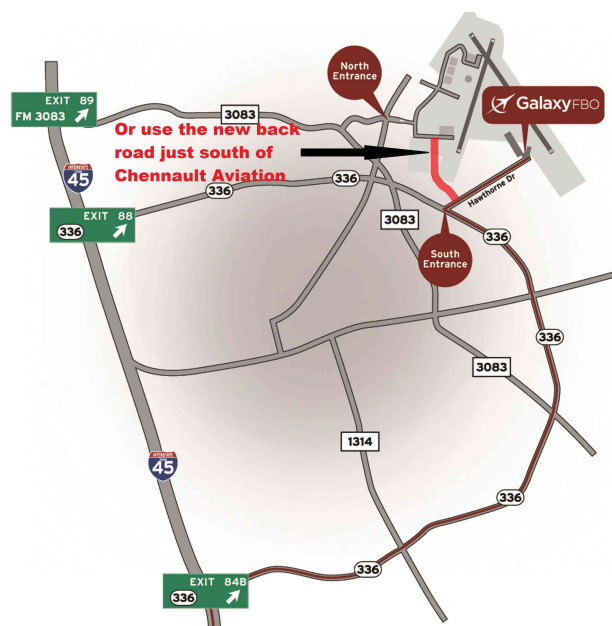 North
Entrance
GalaxyFBO
EXIT 89
FM 3083
3083
Or use the new back
road just south of
Chennault Aviation
INTERSTATE
45
336
336
Hawthorne Dr
EXIT 88
336
3083
336
South
Entrance
336
3083
1314
INTERSTATE
45
336
336
EXIT 84B
336